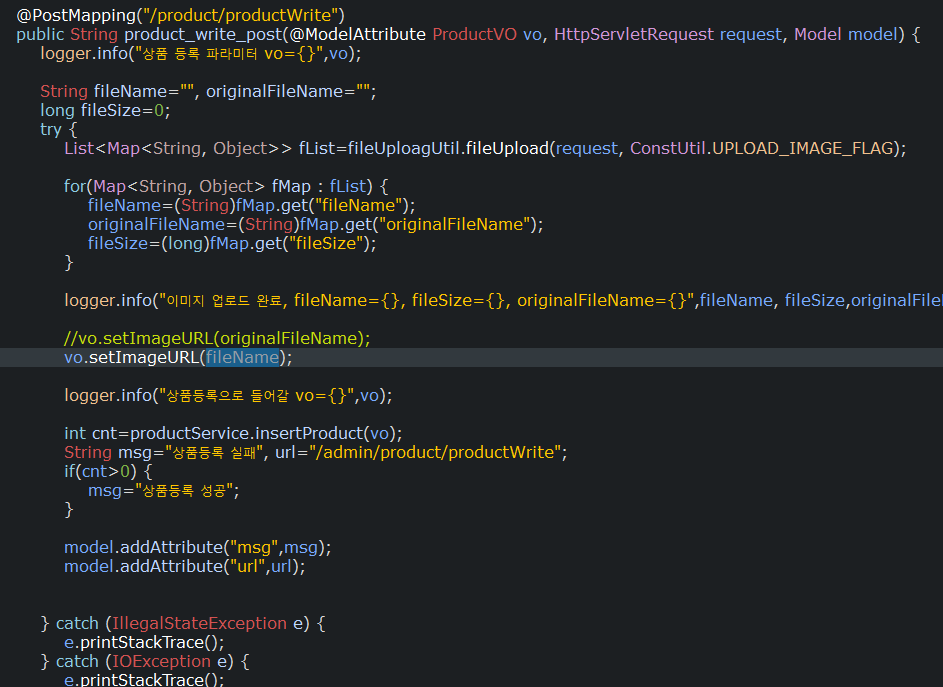 @PostMapping("/product/productWrite")
public String product_write_post(@ModelAttribute ProductVO vo, HttpServletRequest request, Model model) {
logger.info("상품 등록 파라미터 vo={}",vo);
String fileName="", originalFileName="";
long fileSize=0;
try {
List<Map<String, Object>> fList=fileUploagUtil.fileUpload(request, ConstUtil.UPLOAD_IMAGE_FLAG);
for(Map<String, Object> fMap : fList) {
fileName=(String)fMap.get("fileName");
originalFileName=(String)fMap.get("originalFileName");
fileSize=(long)fMap.get("fileSize");
}
logger.info("이미지 업로드 완료, fileName={}, fileSize={}, originalFileName={}",fileName, fileSize,originalFile
//vo.setImageURL(originalFileName);
vo.setImageURL(fileName);
logger.info("상품등록으로 들어갈 vo={}",vo);
int cnt=productService.insertProduct(vo);
String msg="상품등록 실패", url="/admin/product/productWrite";
if(cnt>0) {
msg="상품등록 성공";
}
model.addAttribute("msg",msg);
model.addAttribute("url",url);
} catch (IllegalStateException e) {
e.printStackTrace();
} catch (IOException e) {
e.printStackTrace();